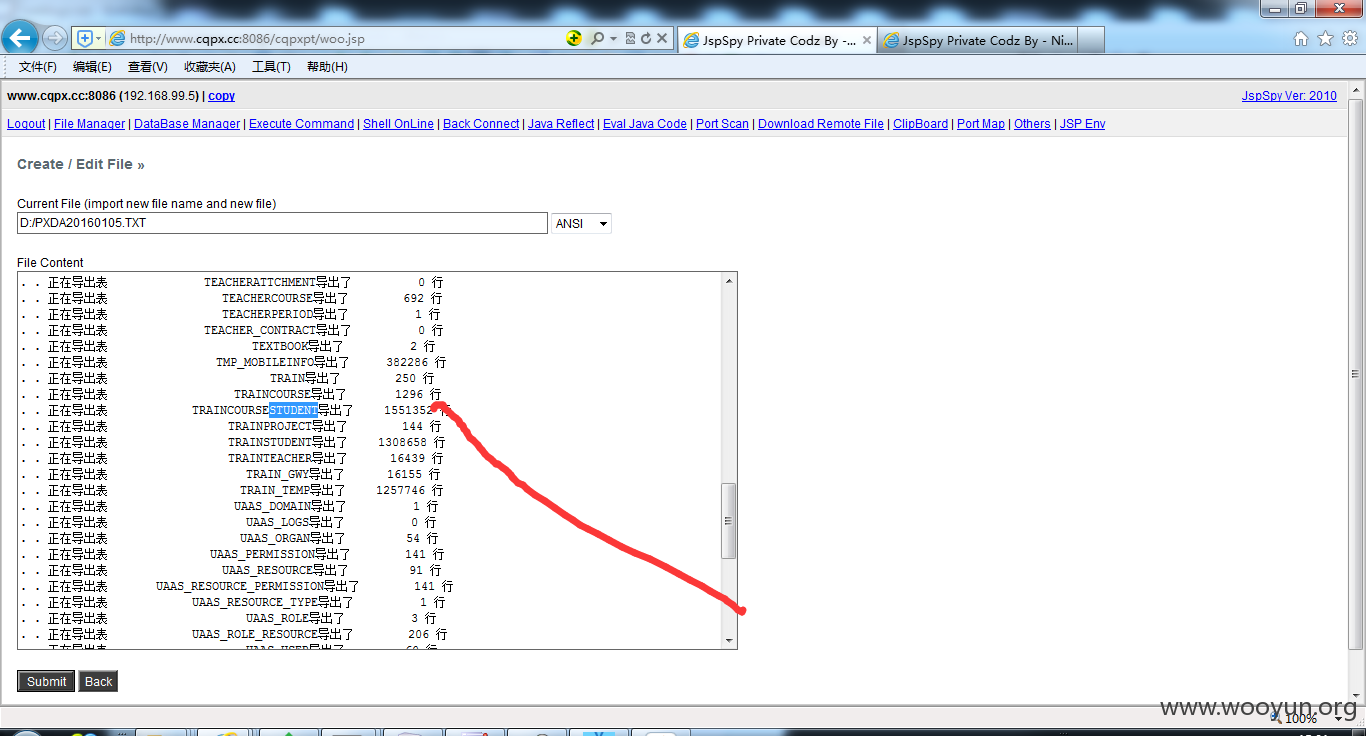 http://www.cqpx.cc:8086/cqpxpt/woo.jsp
JspSpy Private Codz By -...
JspSpy Private Codz By - Ni...
文件(F) 编辑(E) 查看(V) 收藏夹(A) 工具(T) 帮助(H)
www.cqpx.cc:8086 (192.168.99.5) | copy
JspSpy Ver: 2010
Logout | File Manager | DataBase Manager | Execute Command | Shell OnLine | Back Connect | Java Reflect | Eval Java Code | Port Scan | Download Remote File | ClipBoard | Port Map | Others | JSP Env
Create / Edit File »
Current File (import new file name and new file)
D:/PXDA20160105.TXT ANSI
File Content
. . 正在导出表 TEACHERATTCHMENT导出了 0 行
. . 正在导出表 TEACHERCOURSE导出了 692 行
. . 正在导出表 TEACHERPERIOD导出了 1 行
. . 正在导出表 TEACHER_CONTRACT导出了 0 行
. . 正在导出表 TEXTBOOK导出了 2 行
. . 正在导出表 TMP_MOBILEINFO导出了 382286 行
. . 正在导出表 TRAIN导出了 250 行
. . 正在导出表 TRAINCOURSE导出了 1296 行
. . 正在导出表 TRAINCOURSESTUDENT导出了 1551352 行
. . 正在导出表 TRAINPROJECT导出了 144 行
. . 正在导出表 TRAINSTUDENT导出了 1308658 行
. . 正在导出表 TRAINTEACHER导出了 16439 行
. . 正在导出表 TRAIN_GWY导出了 16155 行
. . 正在导出表 TRAIN_TEMP导出了 1257746 行
. . 正在导出表 UAAS_DOMAIN导出了 1 行
. . 正在导出表 UAAS_LOGS导出了 0 行
. . 正在导出表 UAAS_ORGAN导出了 54 行
. . 正在导出表 UAAS_PERMISSION导出了 141 行
. . 正在导出表 UAAS_RESOURCE导出了 91 行
. . 正在导出表 UAAS_RESOURCE_PERMISSION导出了 141 行
. . 正在导出表 UAAS_RESOURCE_TYPE导出了 1 行
. . 正在导出表 UAAS_ROLE导出了 3 行
. . 正在导出表 UAAS_ROLE_RESOURCE导出了 206 行
Submit Back
www.wooyun.org
100%